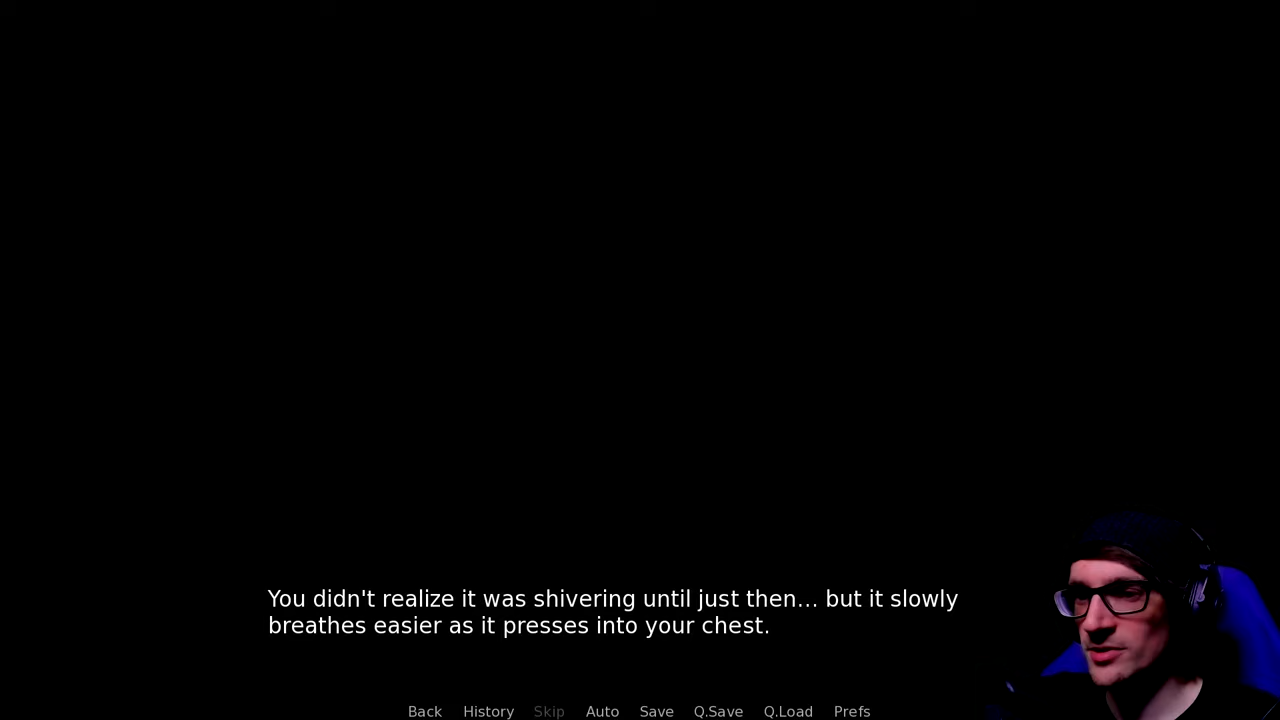 You didn't realize it was shivering until just then... but it slowly
breathes easier as it presses into your chest.
Back History Skip Auto Save Q.Save Q.Load Prefs